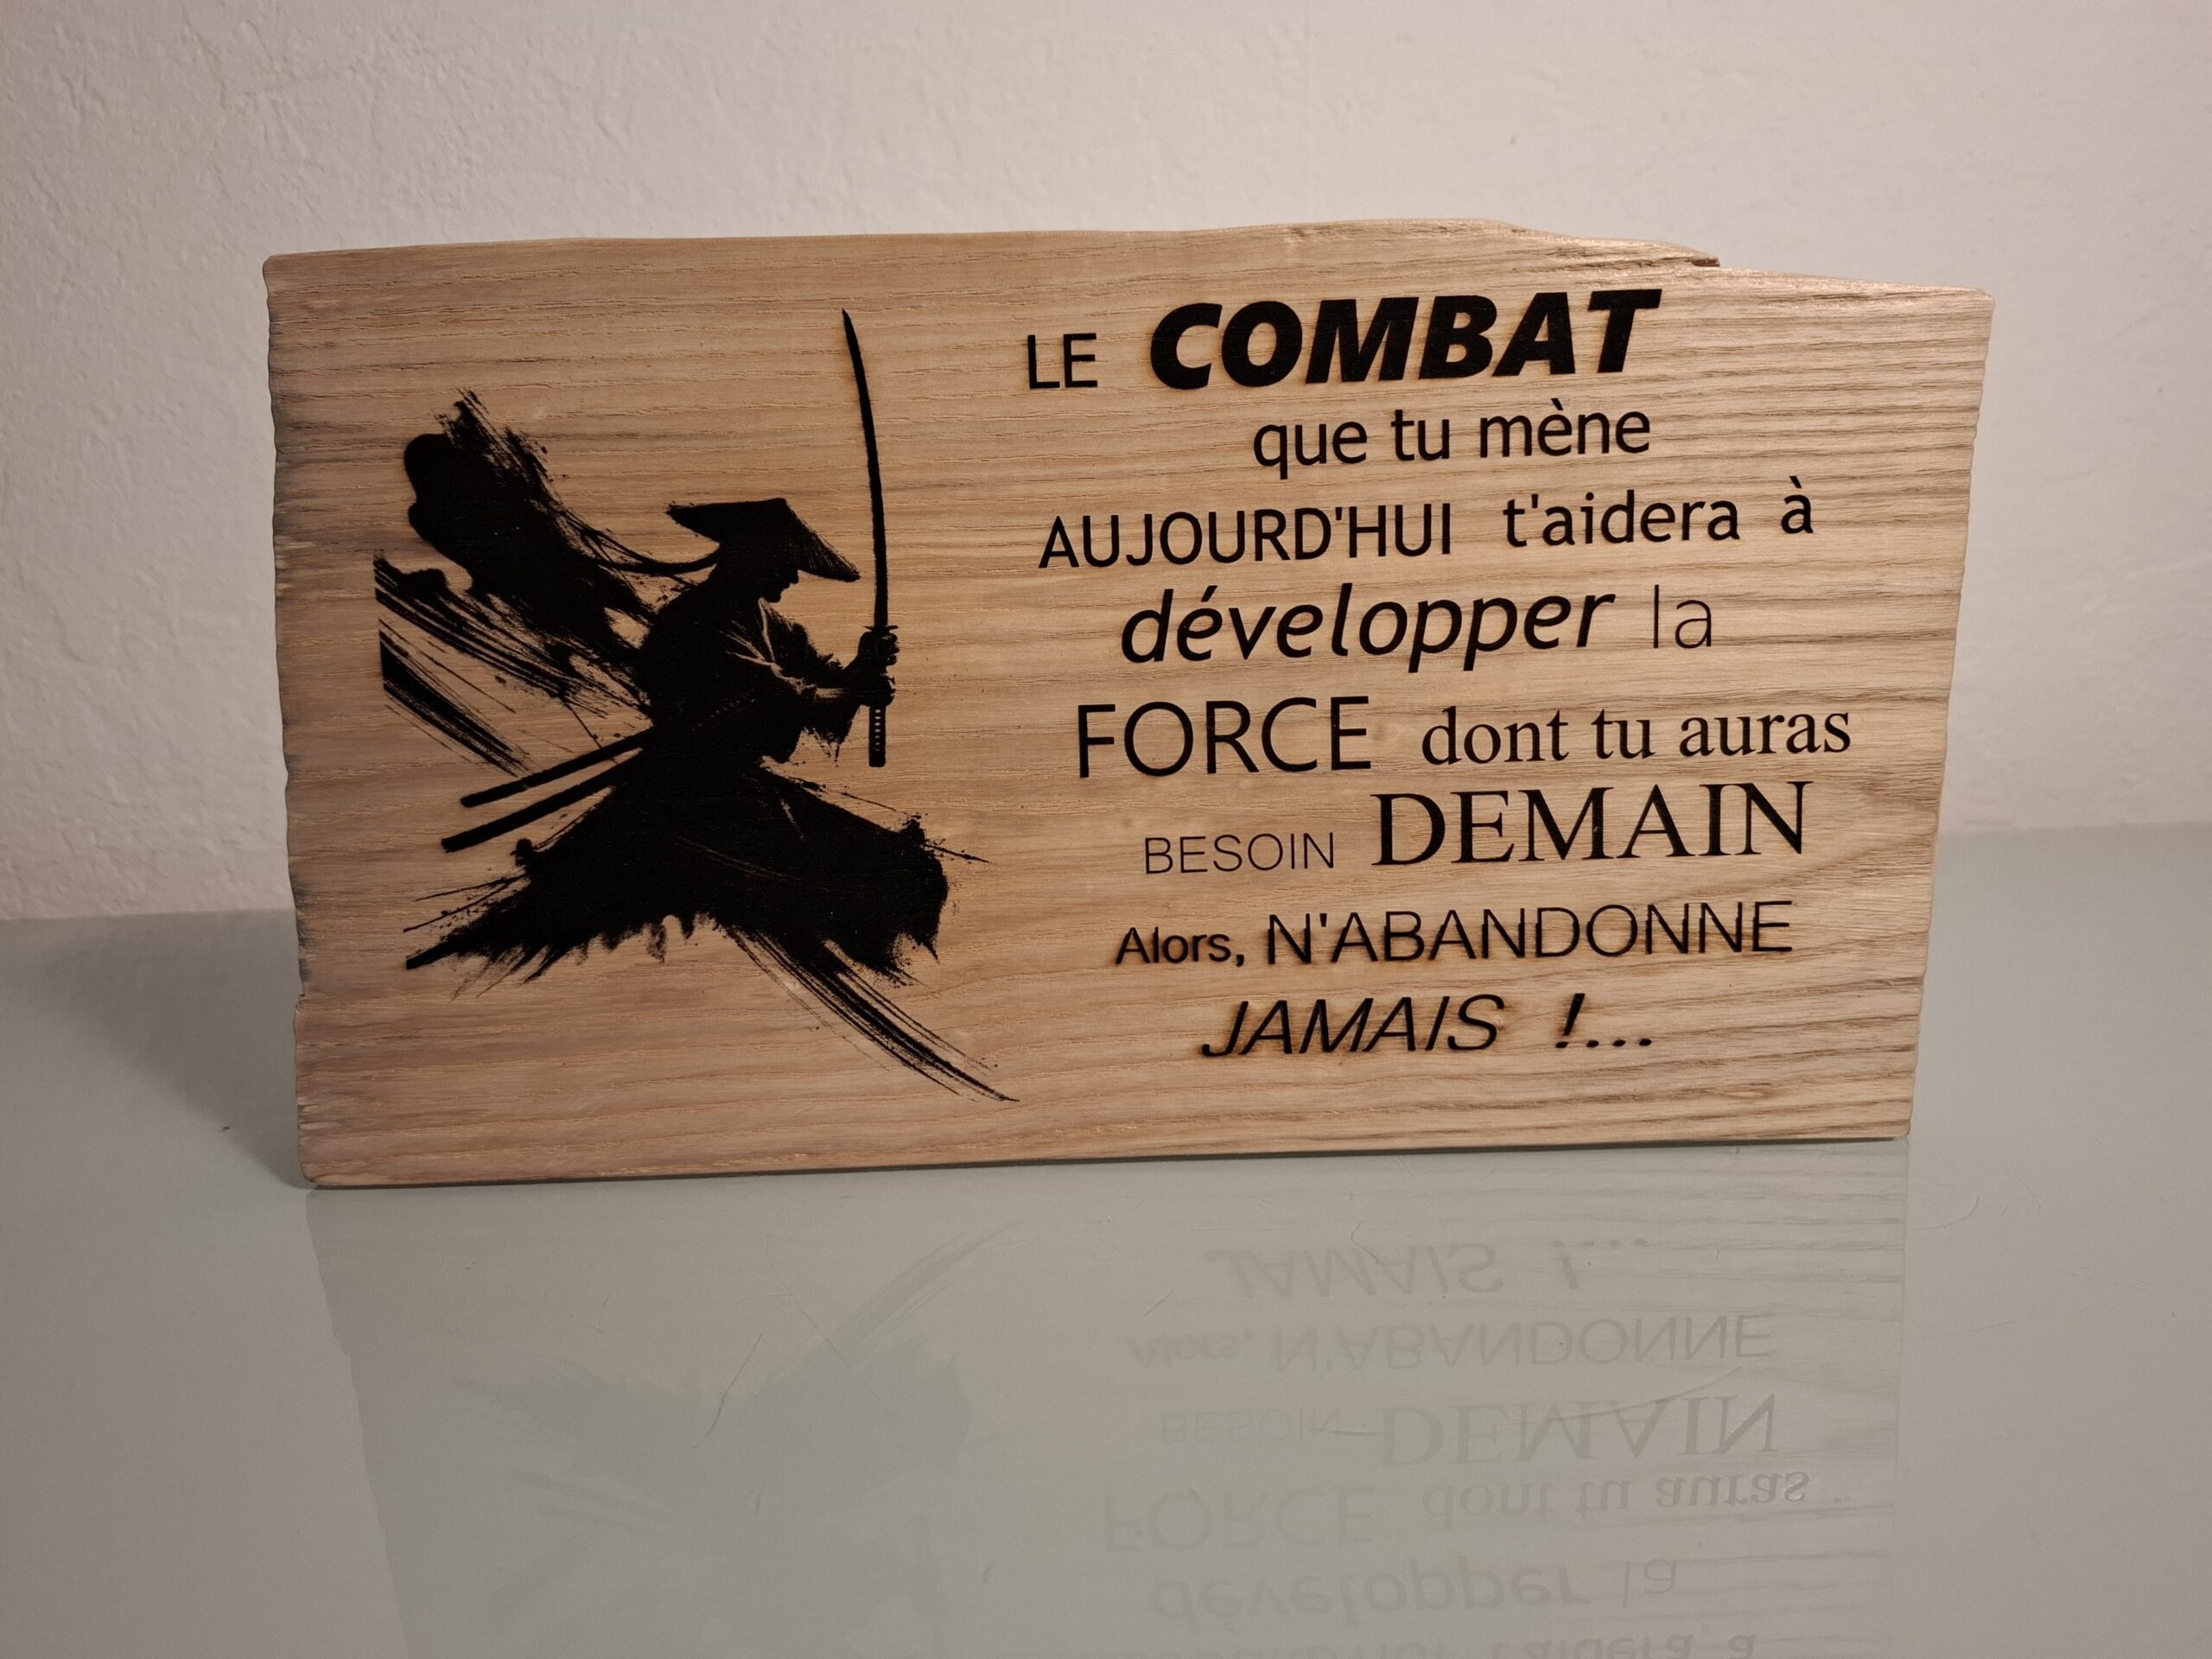 LE COMBAT
que tu mène
AUJOURD'HUI t'aidera à
développer la
FORCE dont tu auras
BESOIN DEMAIN
Alors, N'ABANDONNE
JAMAIS !...